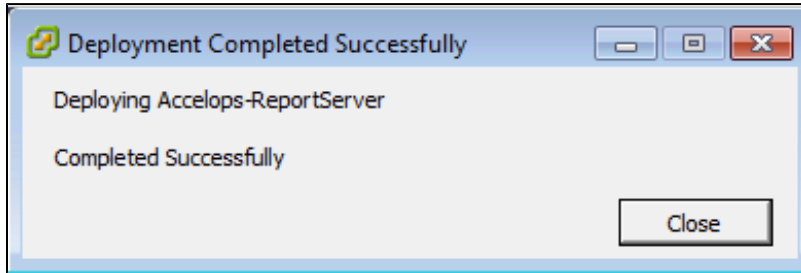 Deployment Completed Successfully
Deploying Accelops-ReportServer
Completed Successfully
Close